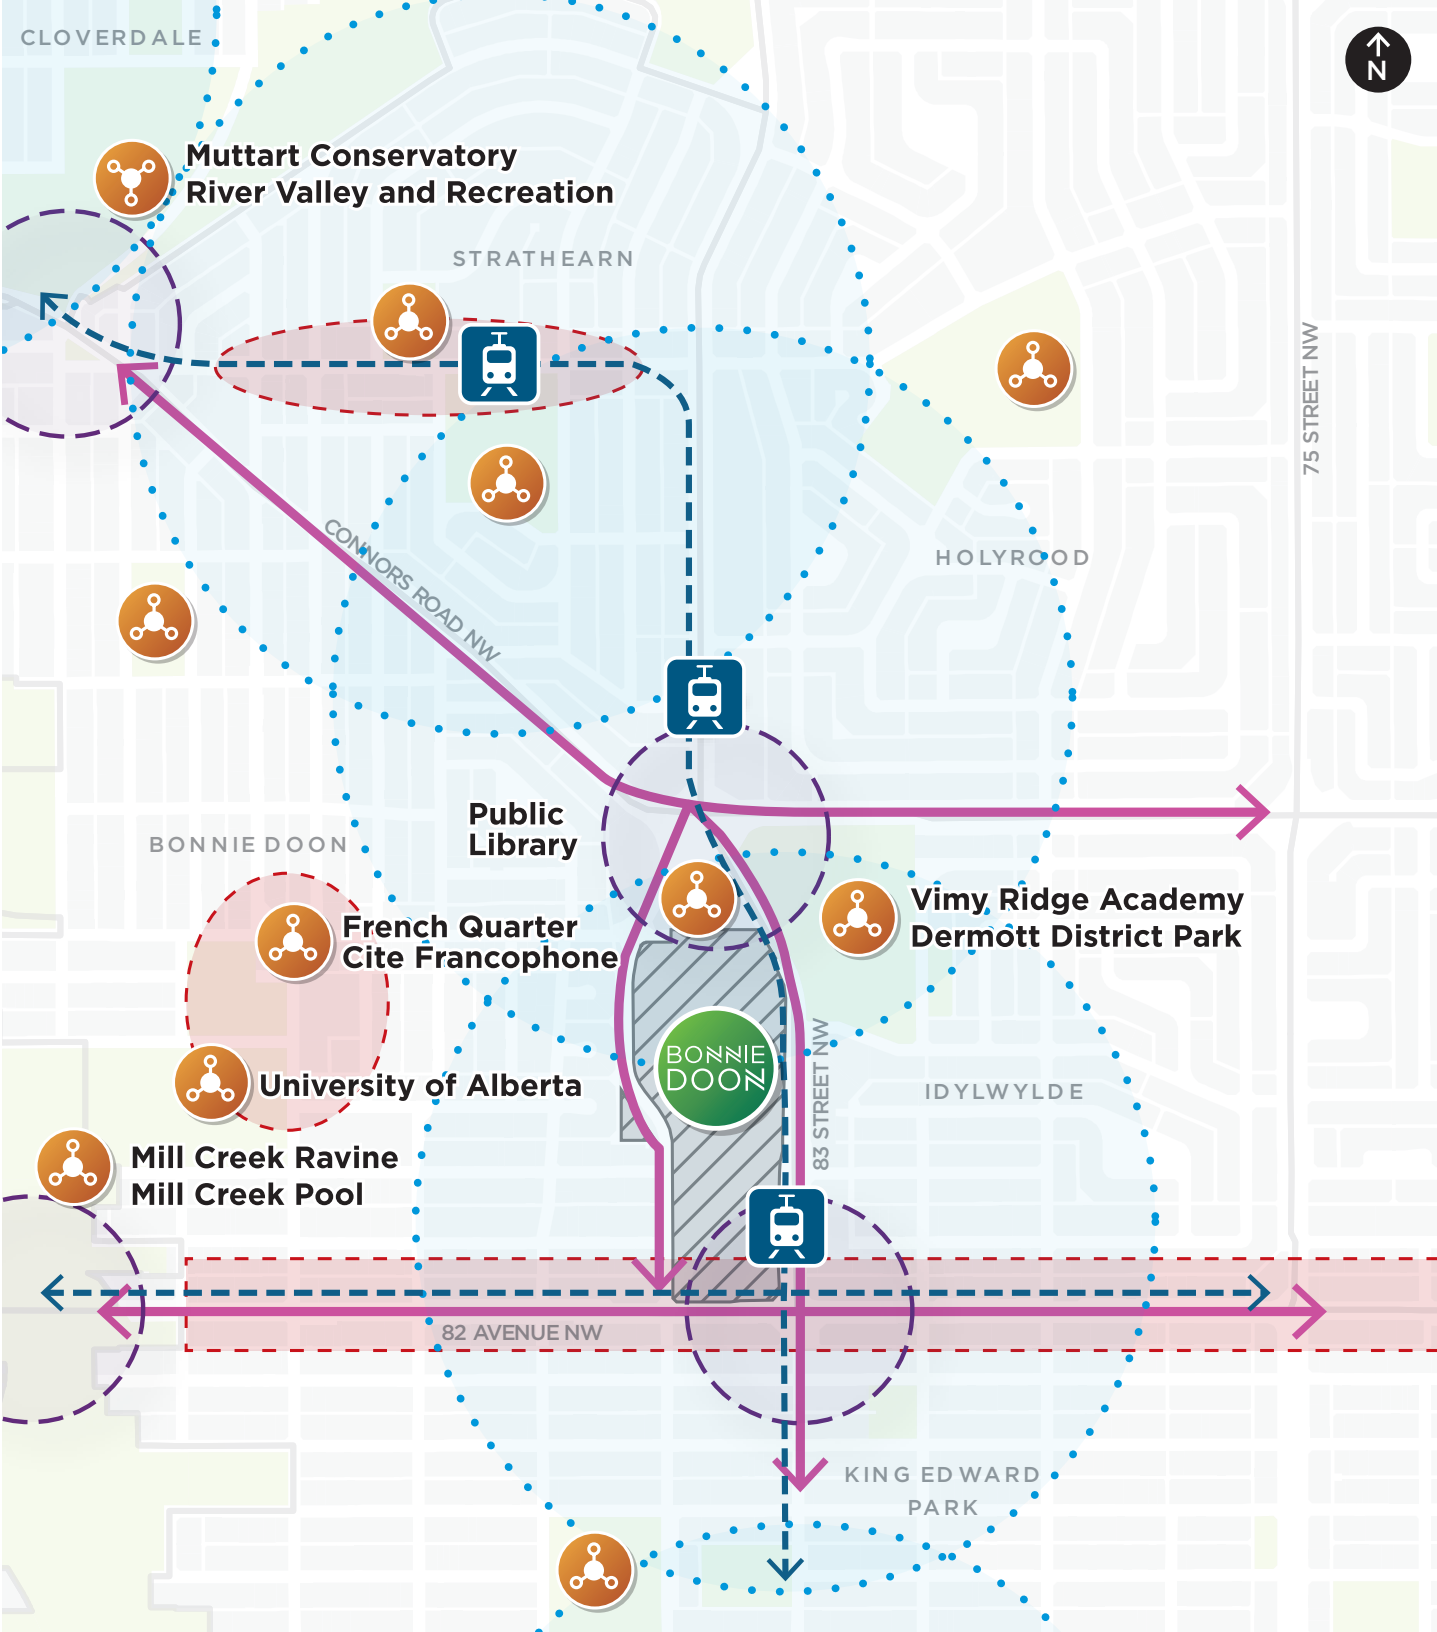 CLOVERDALE
N
Muttart Conservatory
River Valley and Recreation
STRATHEARN
75 STREET NW
CONNORS ROAD NW
HOLYROOD
Public
Library
BONNIE DOON
Vimy Ridge Academy
Dermott District Park
French Quarter
Cite Francophone
BONNIE
DOON
83 STREET NW
University of Alberta
IDYLWYLDE
Mill Creek Ravine
Mill Creek Pool
82 AVENUE NW
KING EDWARD
PARK